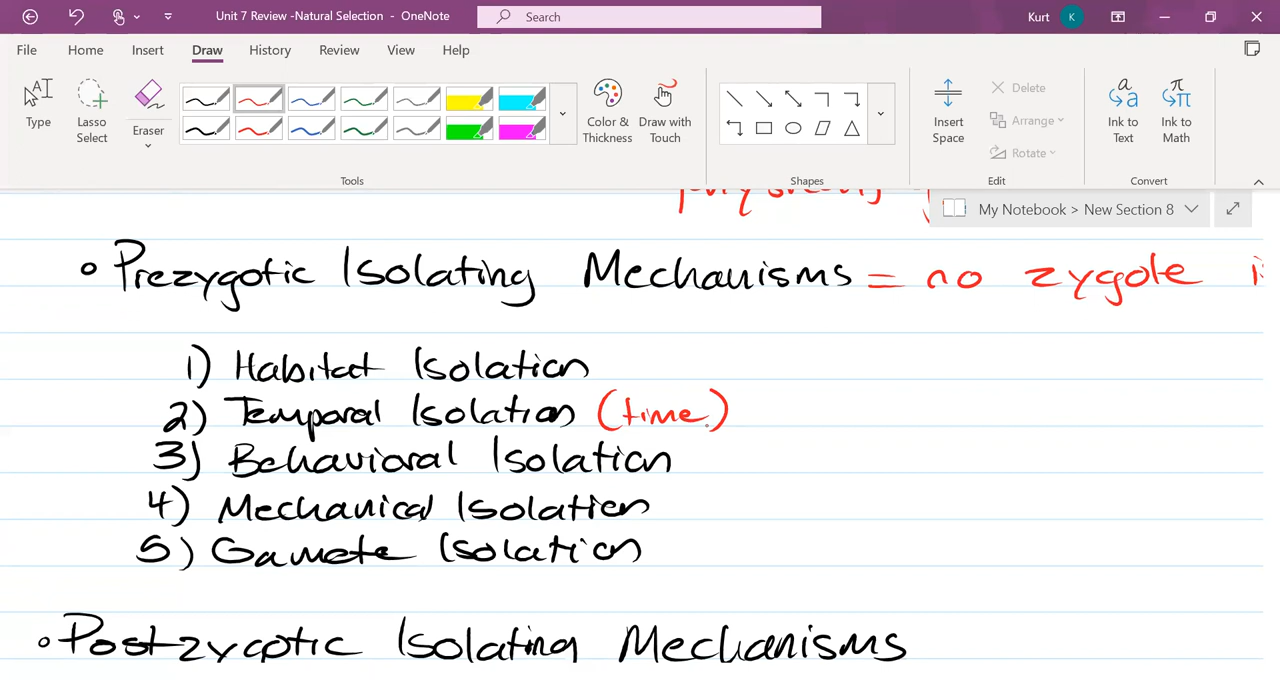 Unit 7 Review -Natural Selection - OneNote
Search
Kurt K
File Home Insert Draw History Review View Help
Type
Lasso Select
Eraser
Color & Thickness
Draw with Touch
Insert Space
Delete
Arrange
Rotate
Ink to Text
Ink to Math
Tools Shapes Edit Convert
My Notebook > New Section 8
• Prezygotic Isolating Mechanisms = no zygote
1) Habitat Isolation
2) Temporal Isolation (time)
3) Behavioral Isolation
4) Mechanical Isolation
5) Gamete Isolation
• Postzygotic Isolating Mechanisms